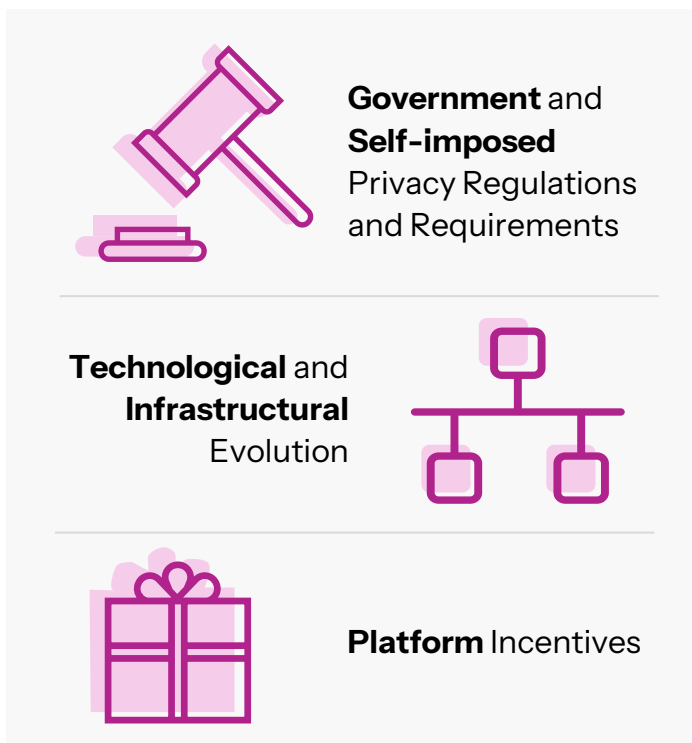 Government and
Self-imposed
Privacy Regulations
and Requirements
Technological and
Infrastructural
Evolution
Platform Incentives